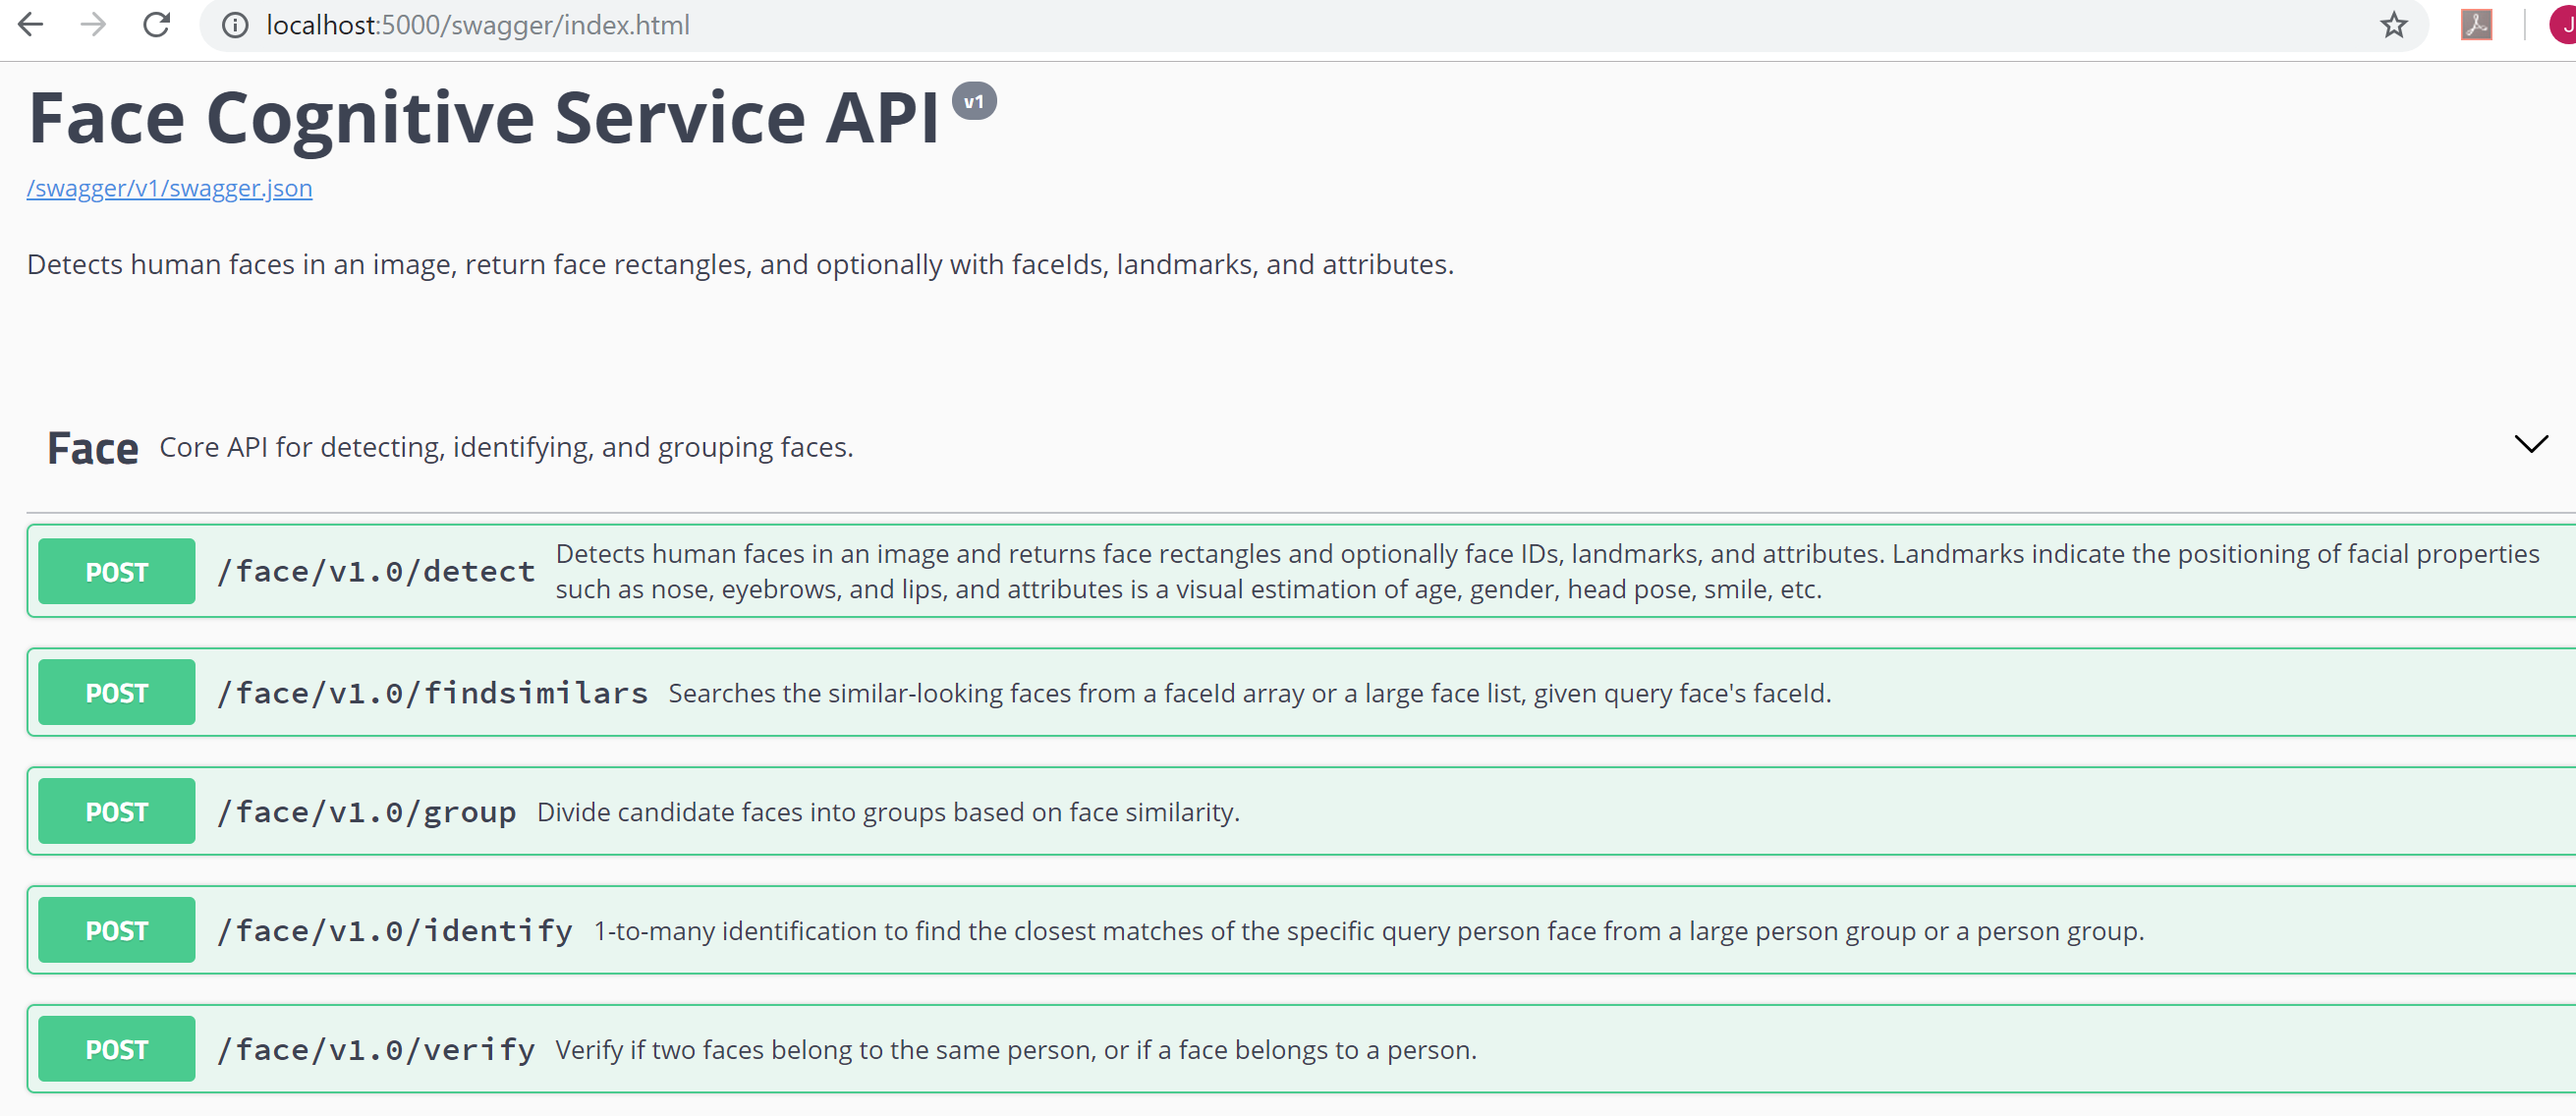 localhost:5000/swagger/index.html
J
Face Cognitive Service API v1
/swagger/v1/swagger.json
Detects human faces in an image, return face rectangles, and optionally with faceIds, landmarks, and attributes.
Face Core API for detecting, identifying, and grouping faces.
POST /face/v1.0/detect Detects human faces in an image and returns face rectangles and optionally face IDs, landmarks, and attributes. Landmarks indicate the positioning of facial properties
such as nose, eyebrows, and lips, and attributes is a visual estimation of age, gender, head pose, smile, etc.
POST /face/v1.0/findsimilars Searches the similar-looking faces from a faceId array or a large face list, given query face's faceId.
POST /face/v1.0/group Divide candidate faces into groups based on face similarity.
POST /face/v1.0/identify 1-to-many identification to find the closest matches of the specific query person face from a large person group or a person group.
POST /face/v1.0/verify Verify if two faces belong to the same person, or if a face belongs to a person.